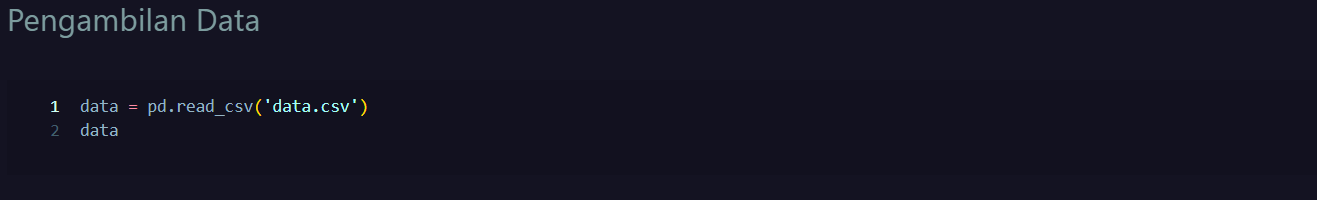 Pengambilan Data
1 data = pd.read_csv('data.csv')
2 data